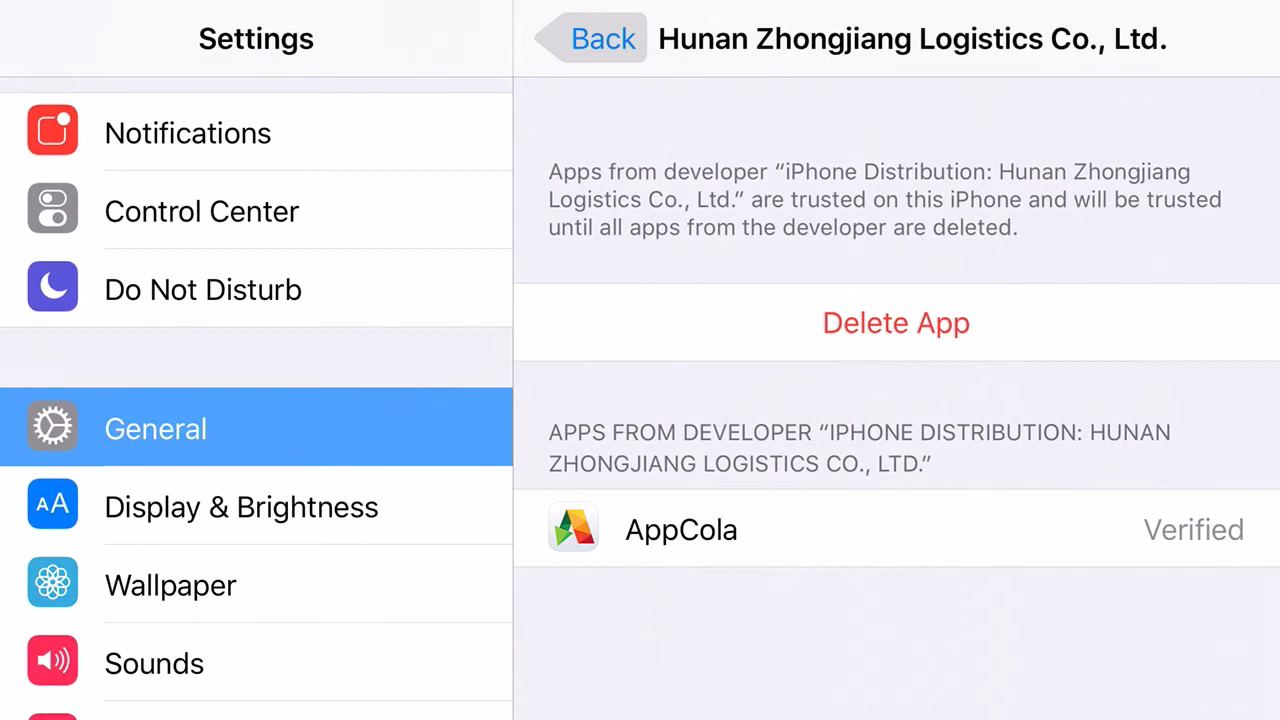 Settings
Notifications
Control Center
Do Not Disturb
General
AA Display & Brightness
Wallpaper
Sounds
Back Hunan Zhongjiang Logistics Co., Ltd.
Apps from developer “iPhone Distribution: Hunan Zhongjiang
Logistics Co., Ltd.” are trusted on this iPhone and will be trusted
until all apps from the developer are deleted.
Delete App
APPS FROM DEVELOPER “IPHONE DISTRIBUTION: HUNAN
ZHONGJIANG LOGISTICS CO., LTD.”
AppCola Verified